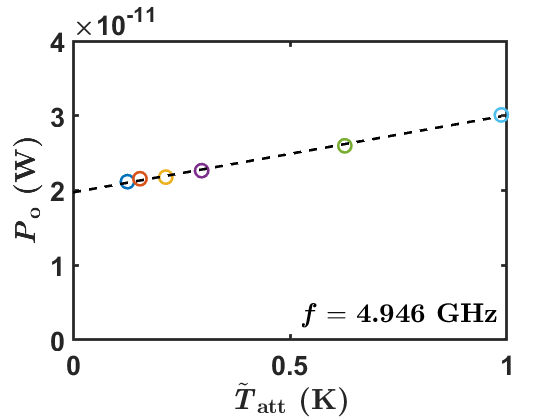 ×10⁻¹¹
4
3
2
1
0
P_o (W)
f = 4.946 GHz
0 0.5 1
T̃_att (K)